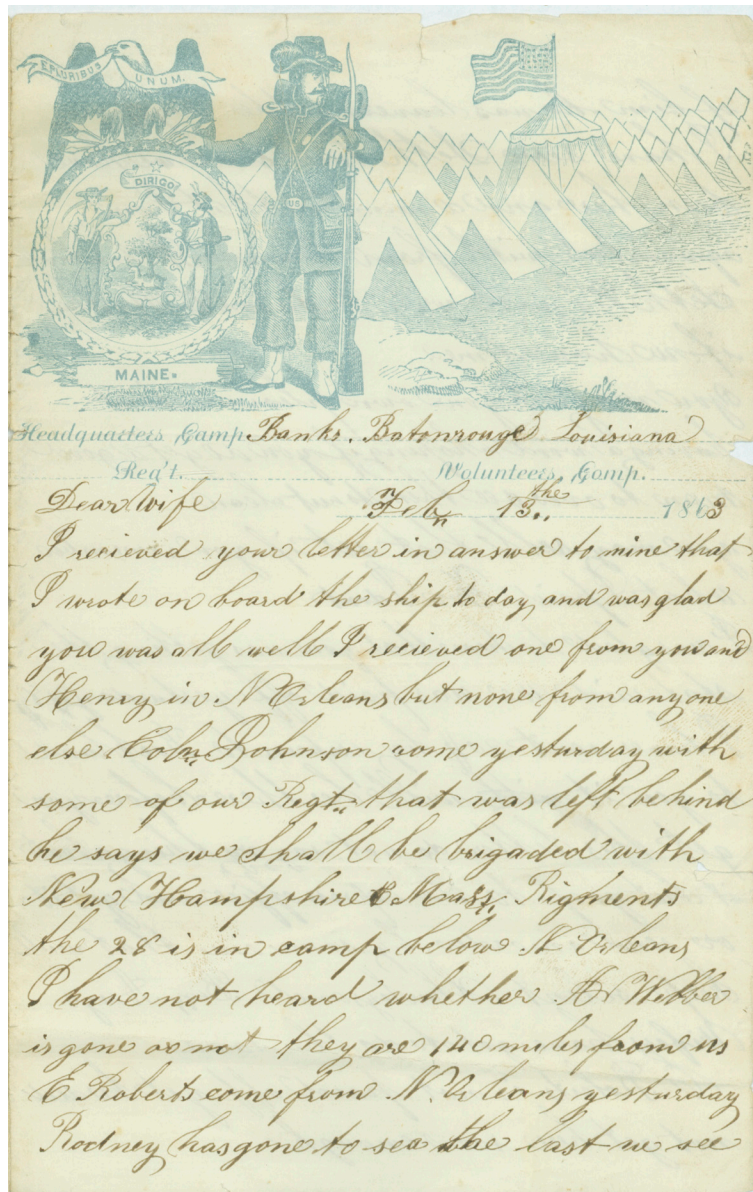 E PLURIBUS UNUM.
DIRIGO
US
MAINE.
Headquarters, Camp Banks. Batonrouge Louisiana
Reg't. Volunteers, Comp.
Dear Wife Feb 13the 1863
I recieved your letter in answer to mine that
I wrote on board the ship to day, and was glad
you was all well I recieved one from you and
Henry in N Orleans but none from any one
else Coln Johnson come yesturday with
some of our Regt that was left behind
he says we shall be brigaded with
New Hampshire & Mass. Rigments
the 28 is in camp below N Orleans
I have not heard whether Webber
is gone or not they are 140 miles from us
E Roberts come from N. Orleans yesturday
Rodney has gone to sea the last we see